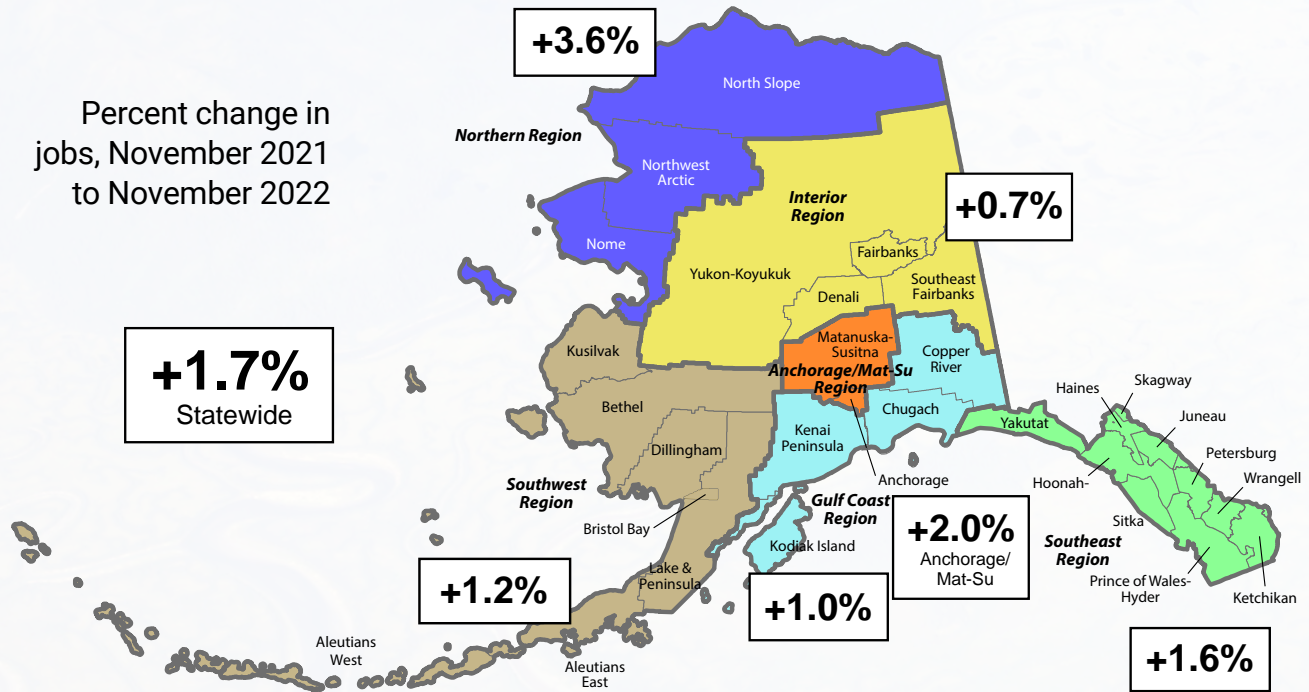 Percent change in
jobs, November 2021
to November 2022
+3.6%
North Slope
Northern Region
Northwest
Arctic
Nome
Interior
Region
+0.7%
Fairbanks
Yukon-Koyukuk
Denali
Southeast
Fairbanks
+1.7%
Statewide
Kusilvak
Matanuska-
Susitna
Anchorage/Mat-Su
Region
Copper
River
Bethel
Chugach
Kenai
Peninsula
Dillingham
Anchorage
Southwest
Region
Bristol Bay
Gulf Coast
Region
Kodiak Island
Lake &
Peninsula
+2.0%
Anchorage/
Mat-Su
+1.2%
+1.0%
Aleutians
West
Aleutians
East
Yakutat
Haines
Skagway
Juneau
Petersburg
Wrangell
Hoonah-
Sitka
Southeast
Region
Prince of Wales-
Hyder
Ketchikan
+1.6%